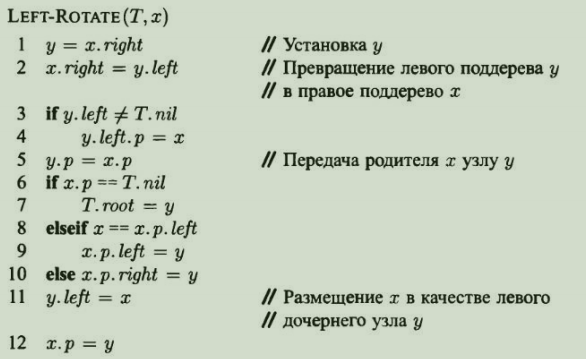 LEFT-ROTATE(T, x)
1 y = x.right // Установка y
2 x.right = y.left // Превращение левого поддерева y
// в правое поддерево x
3 if y.left ≠ T.nil
4 y.left.p = x
5 y.p = x.p // Передача родителя x узлу y
6 if x.p == T.nil
7 T.root = y
8 elseif x == x.p.left
9 x.p.left = y
10 else x.p.right = y
11 y.left = x // Размещение x в качестве левого
// дочернего узла y
12 x.p = y